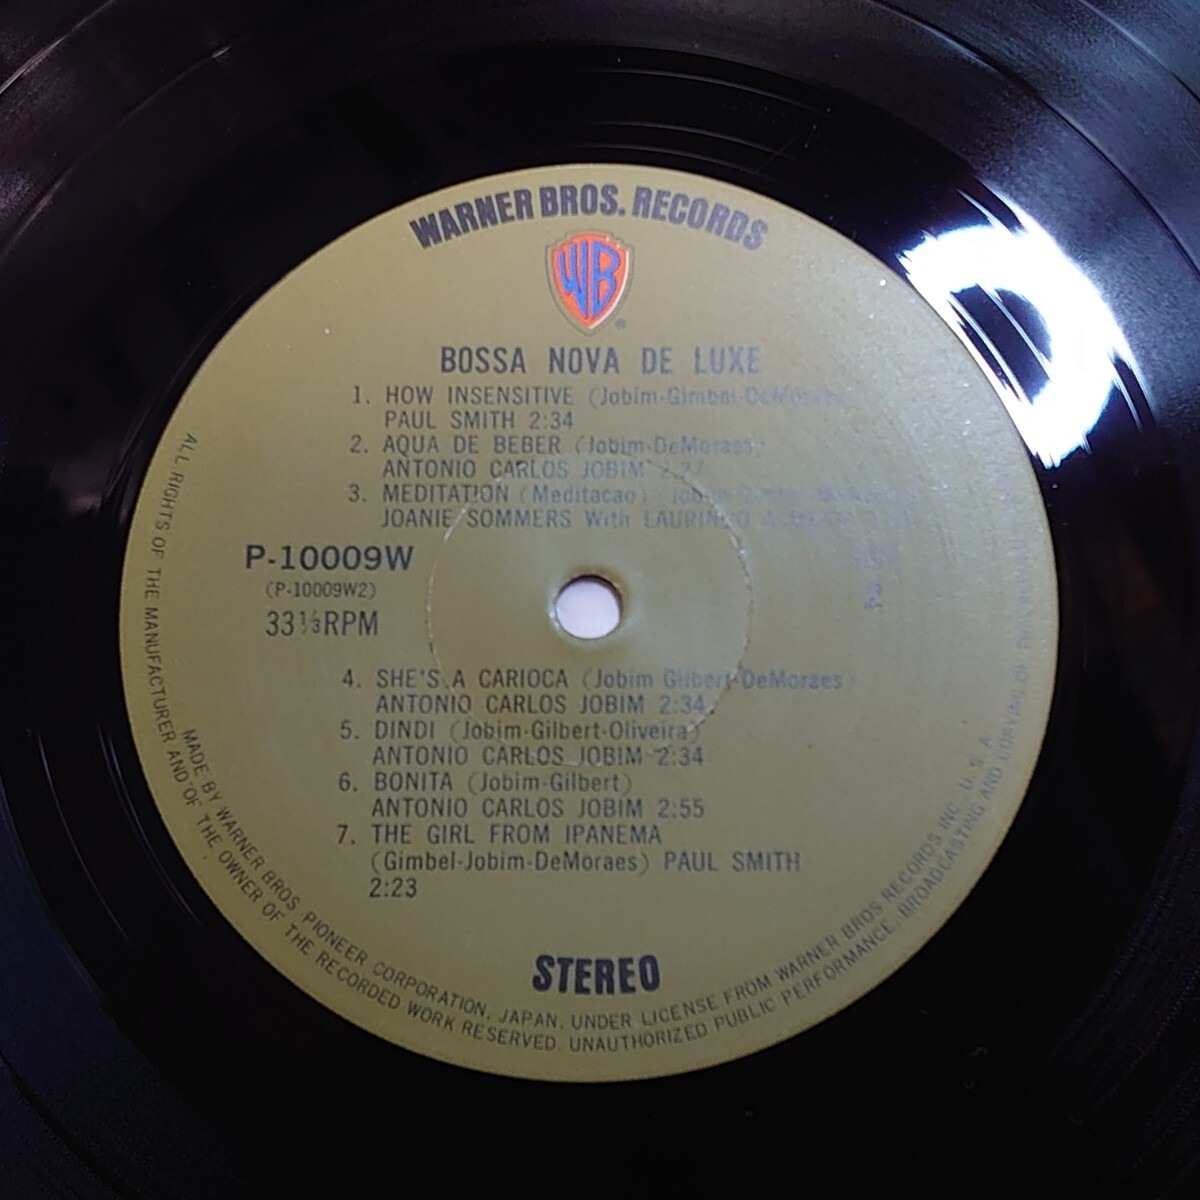 WARNER BROS. RECORDS
WB
®
BOSSA NOVA DE LUXE
1. HOW INSENSITIVE (Jobim-Gimbel-DeMoraes)
PAUL SMITH 2:34
2. AQUA DE BEBER (Jobim-DeMoraes)
ANTONIO CARLOS JOBIM 2:27
3. MEDITATION (Meditacao)
JOANIE SOMMERS With LAURINDO
P-10009W
(P-10009W2)
33⅓RPM
4. SHE'S A CARIOCA (Jobim-Gilbert-DeMoraes)
ANTONIO CARLOS JOBIM 2:34
5. DINDI (Jobim-Gilbert-Oliveira)
ANTONIO CARLOS JOBIM 2:34
6. BONITA (Jobim-Gilbert)
ANTONIO CARLOS JOBIM 2:55
7. THE GIRL FROM IPANEMA
(Gimbel-Jobim-DeMoraes) PAUL SMITH
2:23
STEREO
MADE BY WARNER BROS.-PIONEER CORPORATION, JAPAN, UNDER LICENSE FROM WARNER BROS RECORDS INC. U.S.A.
ALL RIGHTS OF THE MANUFACTURER AND OF THE OWNER OF THE RECORDED WORK RESERVED. UNAUTHORIZED PUBLIC PERFORMANCE, BROADCASTING AND COPYING OF